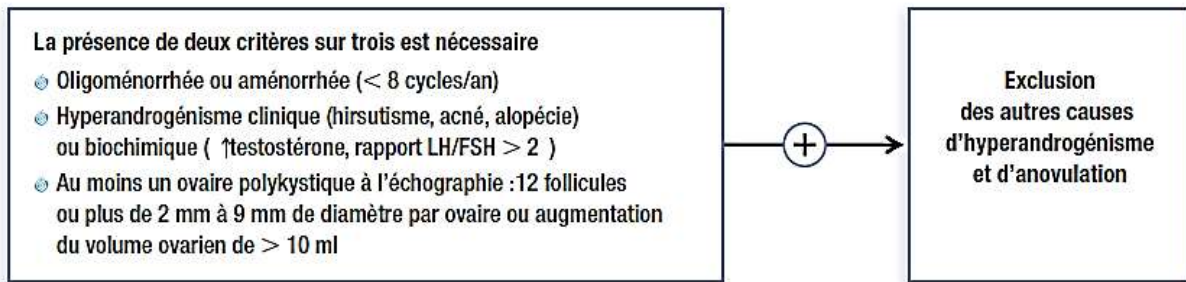 La présence de deux critères sur trois est nécessaire
Oligoménorrhée ou aménorrhée (< 8 cycles/an)
Hyperandrogénisme clinique (hirsutisme, acné, alopécie)
ou biochimique ( ↑testostérone, rapport LH/FSH > 2 )
Au moins un ovaire polykystique à l'échographie :12 follicules
ou plus de 2 mm à 9 mm de diamètre par ovaire ou augmentation
du volume ovarien de > 10 ml
+
Exclusion
des autres causes
d'hyperandrogénisme
et d'anovulation